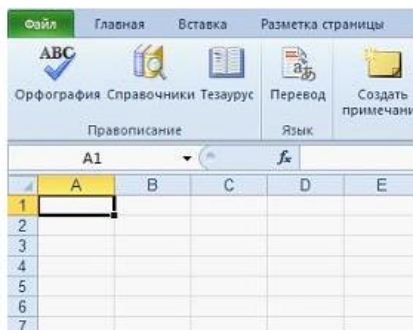 Файл Главная Вставка Разметка страницы
ABC
Орфография Справочники Тезаурус Перевод Создать
примечани
Правописание Язык
A1 fx
A B C D E
1
2
3
4
5
6
7